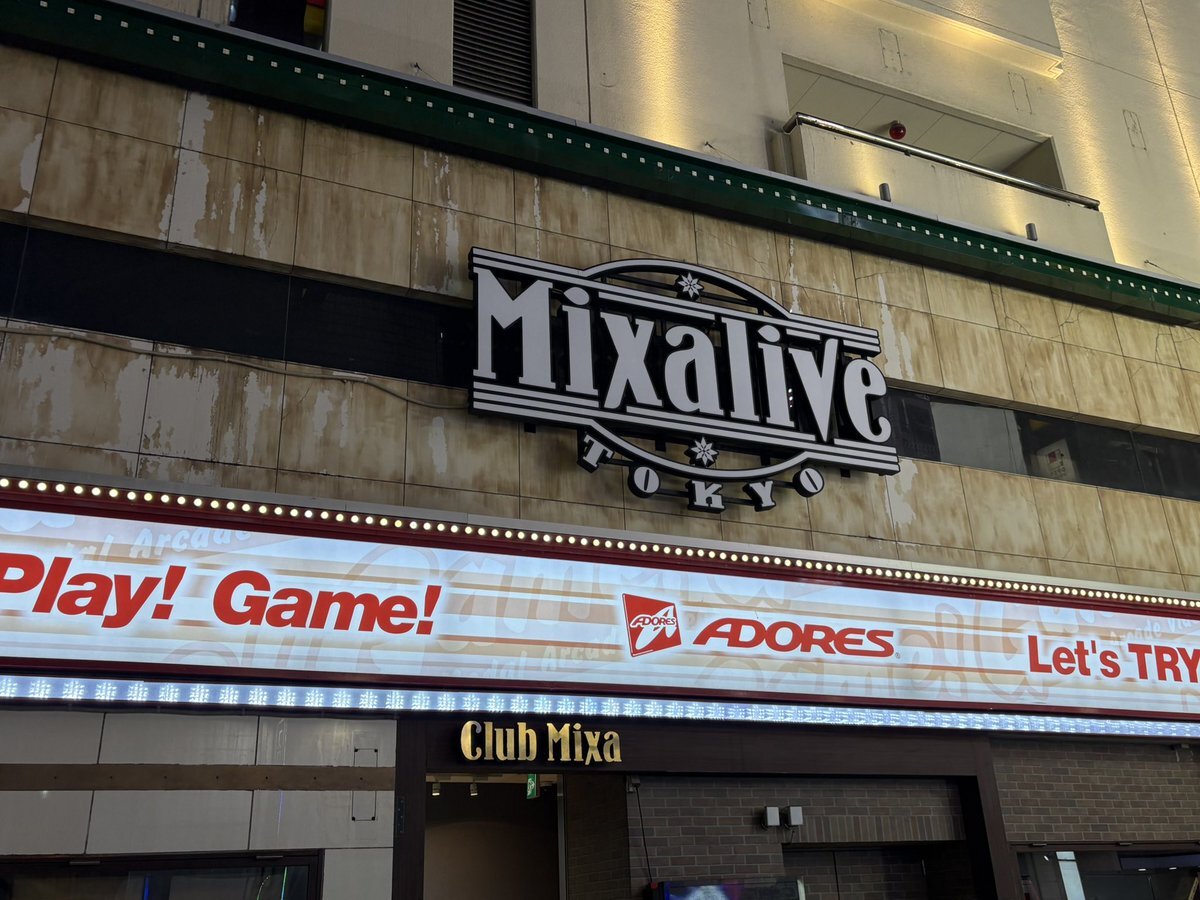 Mixalive
TOKYO
Play! Game!
ADORES
ADORES
Let's TRY
Club Mixa